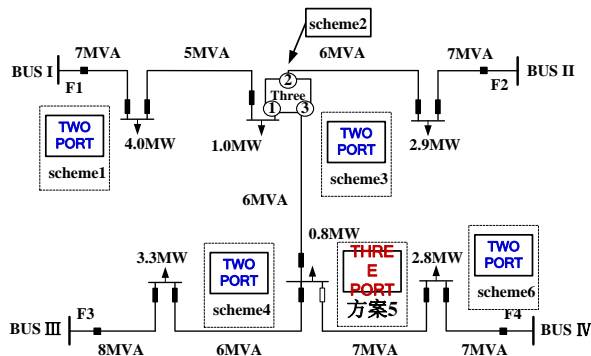 scheme2
7MVA
5MVA
6MVA
7MVA
BUS I
F1
2
Three
1
3
F2
BUS II
TWO
PORT
scheme1
4.0MW
1.0MW
TWO
PORT
scheme3
2.9MW
6MVA
0.8MW
3.3MW
TWO
PORT
scheme4
THRE
E
PORT
方案5
2.8MW
TWO
PORT
scheme6
BUS Ⅲ
F3
F4
BUS Ⅳ
8MVA
6MVA
7MVA
7MVA